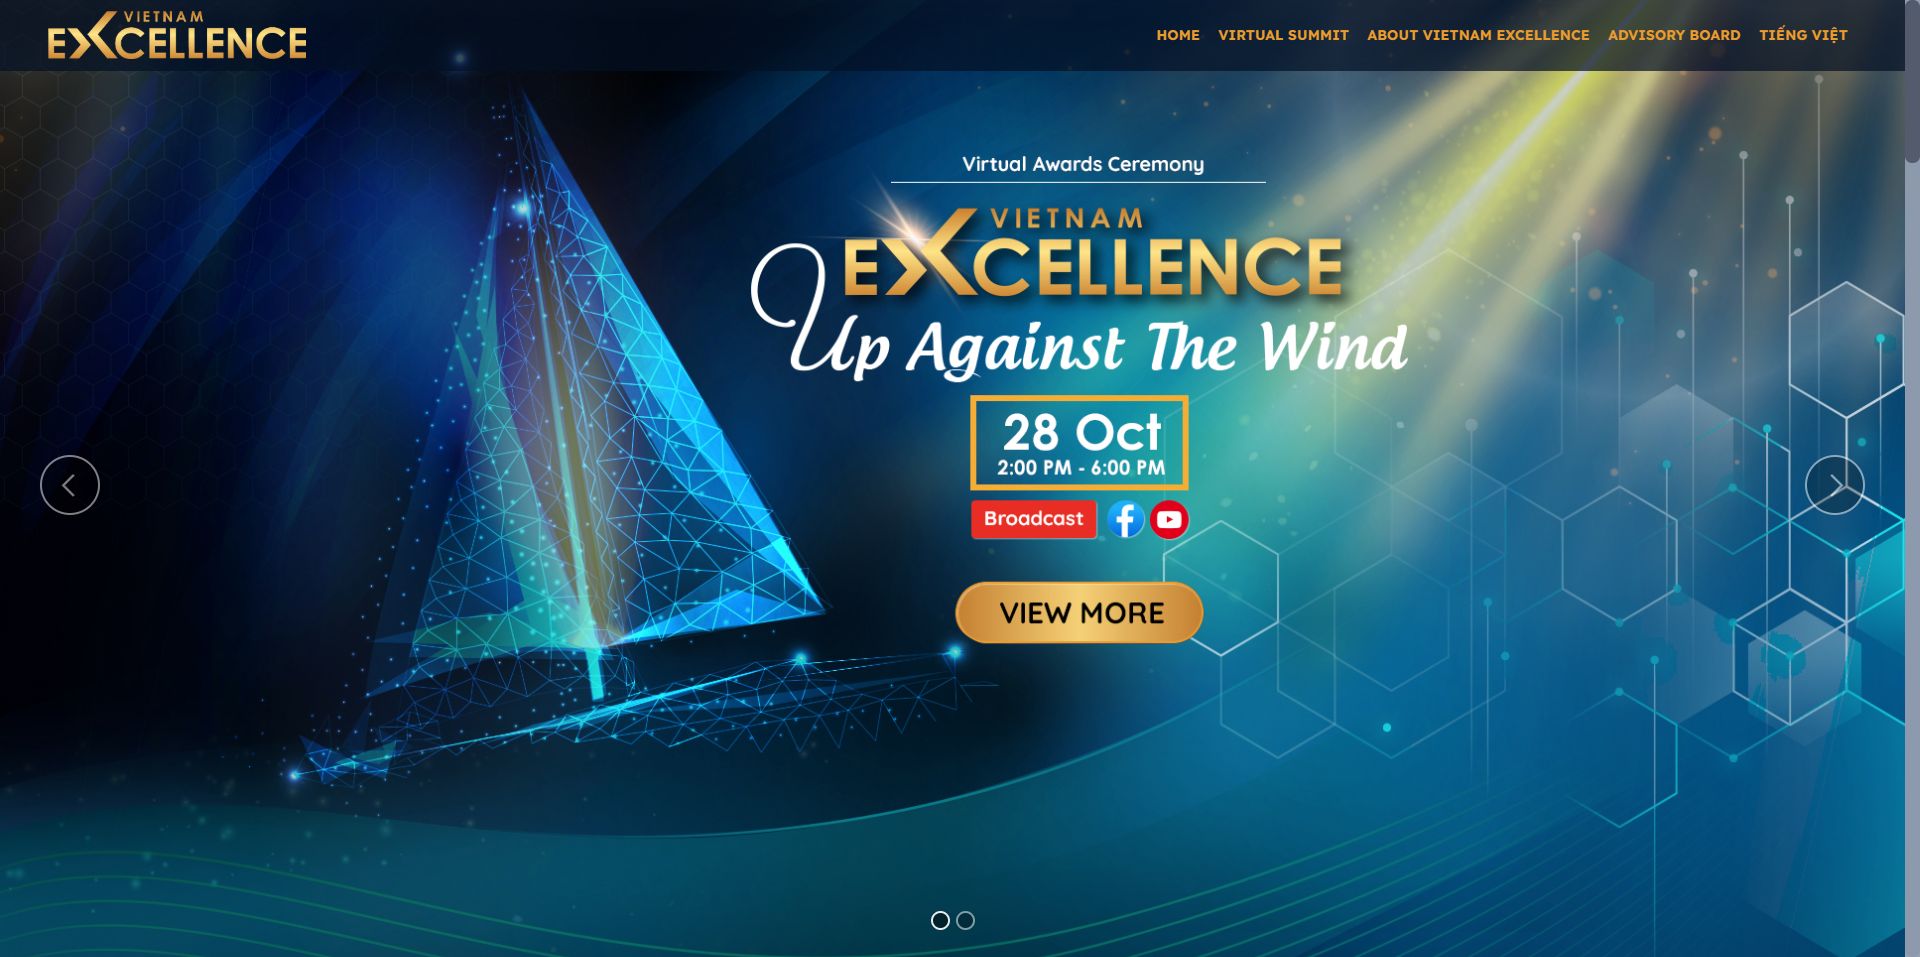 VIETNAM
EXCELLENCE
HOME VIRTUAL SUMMIT ABOUT VIETNAM EXCELLENCE ADVISORY BOARD TIẾNG VIỆT
Virtual Awards Ceremony
VIETNAM
EXCELLENCE
Up Against The Wind
28 Oct
2:00 PM - 6:00 PM
Broadcast
VIEW MORE